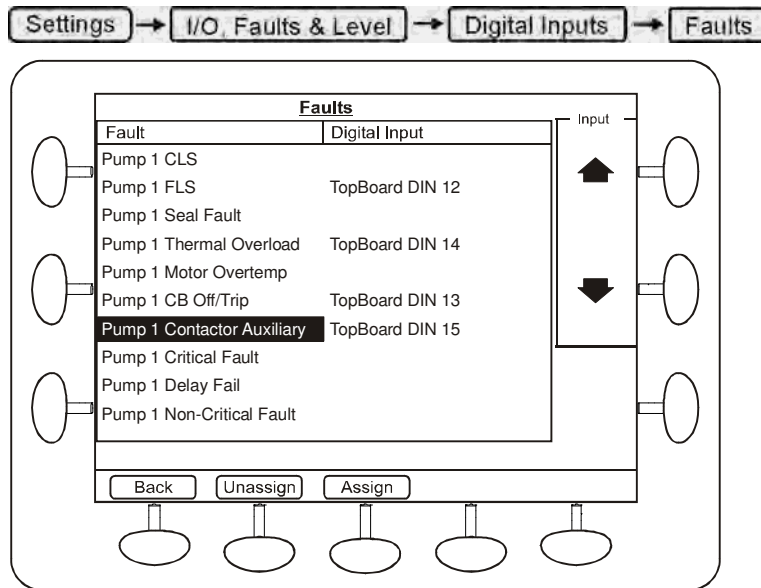 Settings I/O, Faults & Level Digital Inputs Faults
Faults
Input
Fault Digital Input
Pump 1 CLS
Pump 1 FLS TopBoard DIN 12
Pump 1 Seal Fault
Pump 1 Thermal Overload TopBoard DIN 14
Pump 1 Motor Overtemp
Pump 1 CB Off/Trip TopBoard DIN 13
Pump 1 Contactor Auxiliary TopBoard DIN 15
Pump 1 Critical Fault
Pump 1 Delay Fail
Pump 1 Non-Critical Fault
Back Unassign Assign